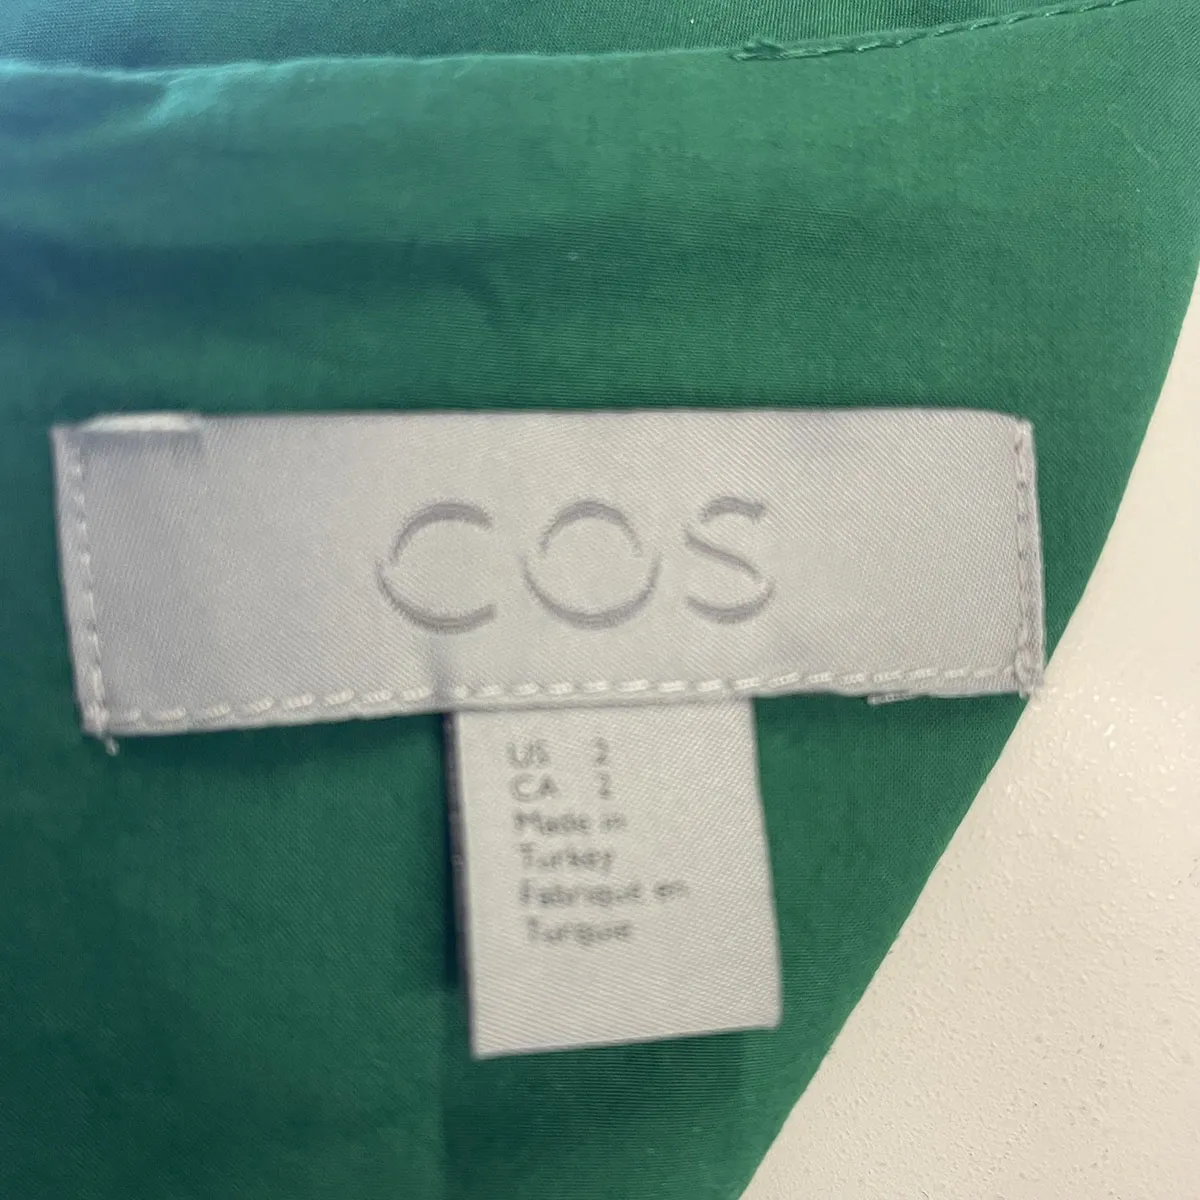 COS
US 2
CA 2
Made in
Turkey
Fabriqué en
Turquie